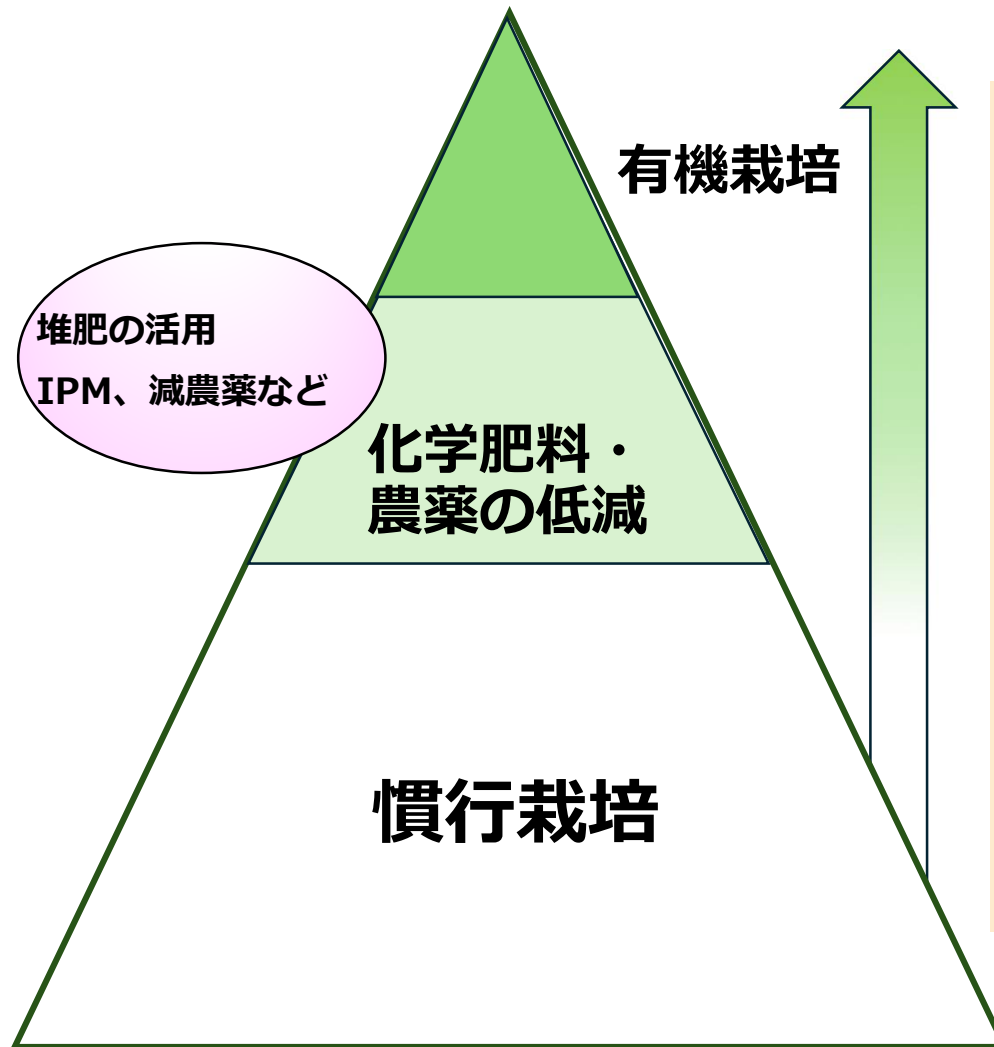 有機栽培
堆肥の活用
IPM、減農薬など
化学肥料・
農薬の低減
慣行栽培